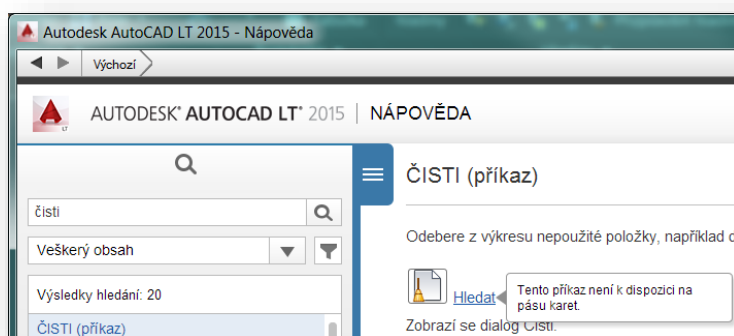 Autodesk AutoCAD LT 2015 - Nápověda
Výchozí
AUTODESK® AUTOCAD LT® 2015 | NÁPOVĚDA
ČISTI (příkaz)
čisti
Odebere z výkresu nepoužité položky, například
Veškerý obsah
Hledat
Tento příkaz není k dispozici na
pásu karet.
Výsledky hledání: 20
Zobrazí se dialog Čisti.
ČISTI (příkaz)